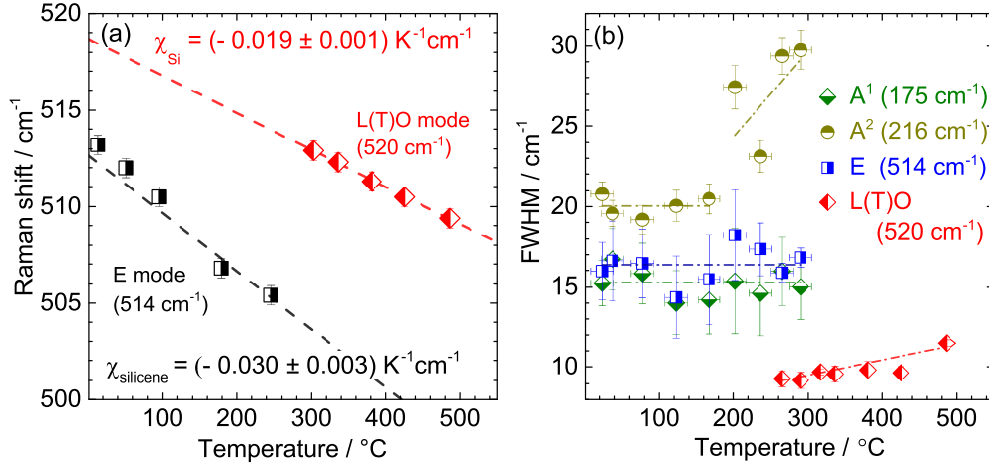 (a)
χSi = (- 0.019 ± 0.001) K⁻¹cm⁻¹
L(T)O mode
(520 cm⁻¹)
E mode
(514 cm⁻¹)
χsilicene = (- 0.030 ± 0.003) K⁻¹cm⁻¹
Raman shift / cm⁻¹
520
515
510
505
500
100
200
300
400
500
Temperature / °C
(b)
A¹ (175 cm⁻¹)
A² (216 cm⁻¹)
E (514 cm⁻¹)
L(T)O
(520 cm⁻¹)
FWHM / cm⁻¹
30
25
20
15
10
0
100
200
300
400
500
Temperature / °C